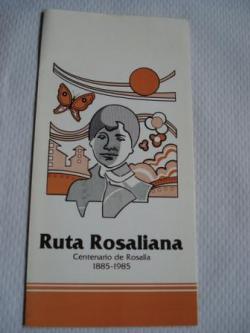 Ruta Rosaliana
Centenario de Rosalía
1885-1985